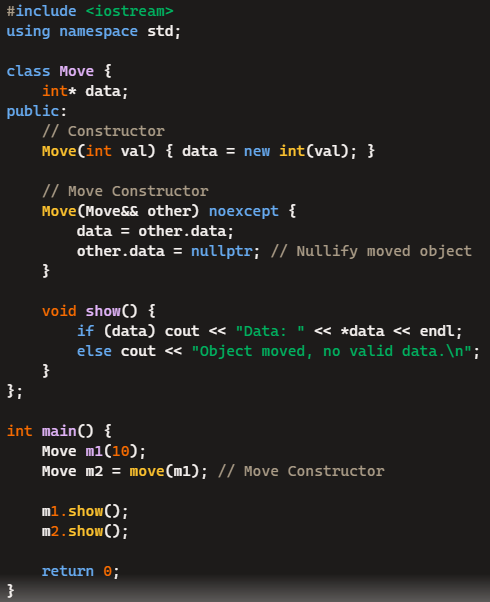 #include <iostream>
using namespace std;

class Move {
    int* data;
public:
    // Constructor
    Move(int val) { data = new int(val); }

    // Move Constructor
    Move(Move&& other) noexcept {
        data = other.data;
        other.data = nullptr; // Nullify moved object
    }

    void show() {
        if (data) cout << "Data: " << *data << endl;
        else cout << "Object moved, no valid data.\n";
    }
};

int main() {
    Move m1(10);
    Move m2 = move(m1); // Move Constructor

    m1.show();
    m2.show();

    return 0;
}